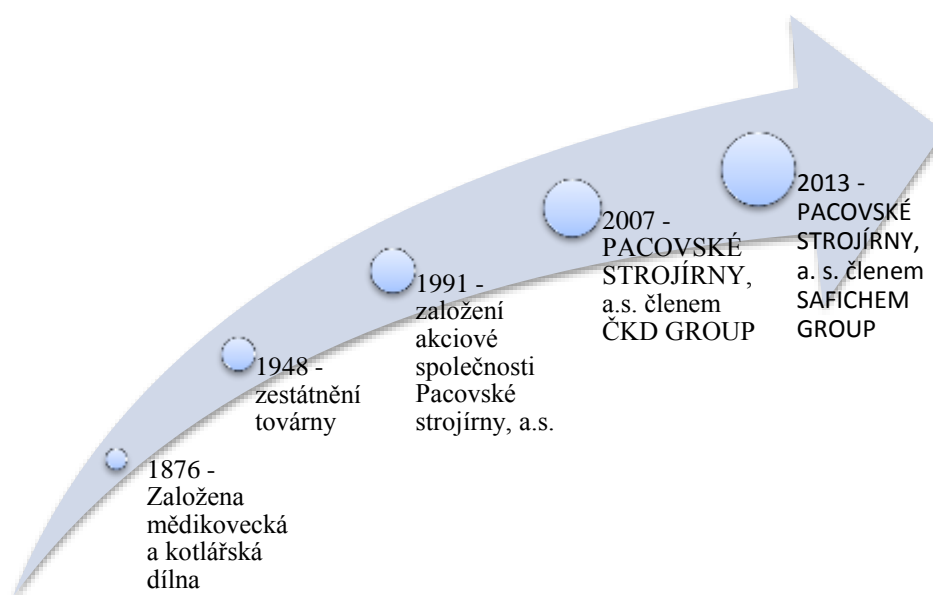 1876 -
Založena
mědikovecká
a kotlářská
dílna
1948 -
zestátnění
továrny
1991 -
založení
akciové
společnosti
Pacovské
strojírny, a.s.
2007 -
PACOVSKÉ
STROJÍRNY,
a.s. členem
ČKD GROUP
2013 -
PACOVSKÉ
STROJÍRNY,
a. s. členem
SAFICHEM
GROUP